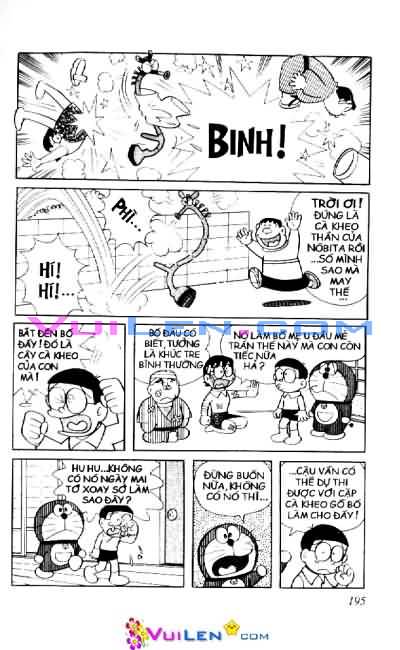 BINH!
PHÌ...
HÍ!
HÍ!...
TRỜI ƠI!
ĐÚNG LÀ
CÀ KHEO
THẦN CỦA
NÔBITA RỒI
...SỐ MÌNH
SAO MÀ
MAY
THẾ...
VUILEN.COM
BẮT ĐỀN BỐ
ĐẤY! ĐÓ LÀ
CÂY CÀ KHEO
CỦA CON
MÀ!
BỐ ĐÂU CÓ
BIẾT, TƯỞNG
LÀ KHÚC TRE
BÌNH THƯỜNG
NÓ LÀM BỐ MẸ U ĐẦU MẺ
TRÁN THẾ NÀY MÀ CON CÒN
TIẾC NỮA
HẢ?
HU HU...KHÔNG
CÓ NÓ NGÀY MAI
TỚ XOAY SỞ LÀM
SAO ĐÂY?
ĐỪNG BUỒN
NỮA, KHÔNG
CÓ NÓ THÌ...
...CẬU VẪN CÓ
THỂ DỰ THI
ĐƯỢC VỚI CẶP
CÀ KHEO GỖ BỐ
LÀM CHO ĐẤY!
195
VUILEN.COM